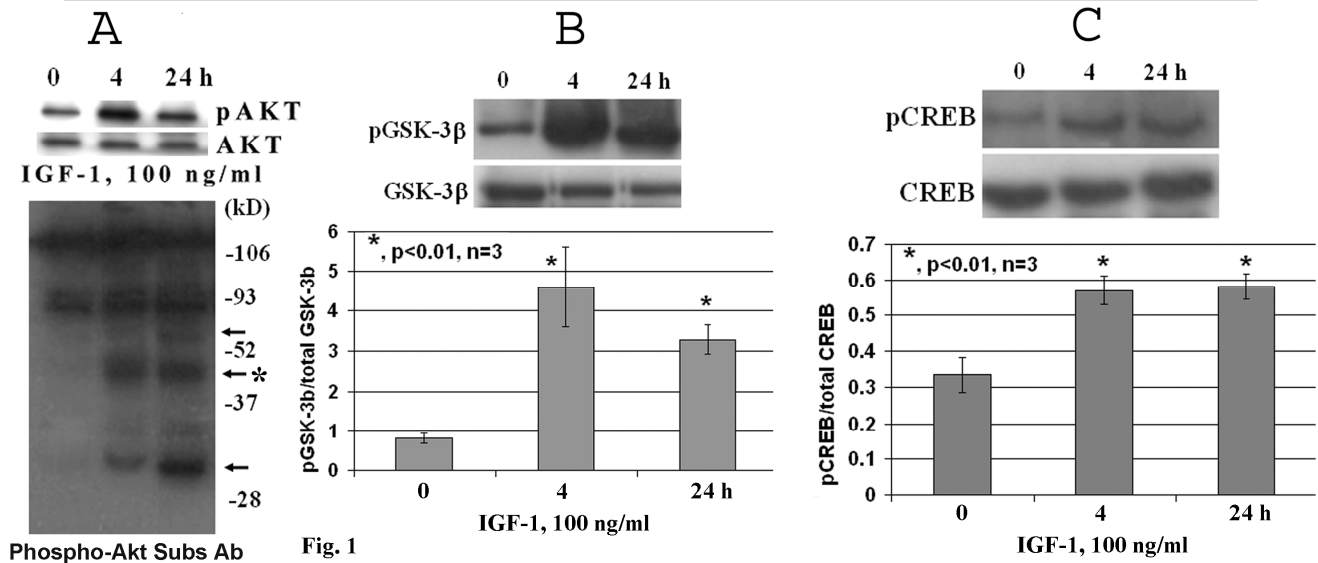 A
0 4 24 h
pAKT
AKT
IGF-1, 100 ng/ml
(kD)
-106
-93
-52
*
-37
-28
Phospho-Akt Subs Ab
B
0 4 24 h
pGSK-3β
GSK-3β
*, p<0.01, n=3
* *
pGSK-3b/total GSK-3b
6
5
4
3
2
1
0
0 4 24 h
IGF-1, 100 ng/ml
Fig. 1
C
0 4 24 h
pCREB
CREB
*, p<0.01, n=3
* *
pCREB/total CREB
0.7
0.6
0.5
0.4
0.3
0.2
0.1
0
0 4 24 h
IGF-1, 100 ng/ml